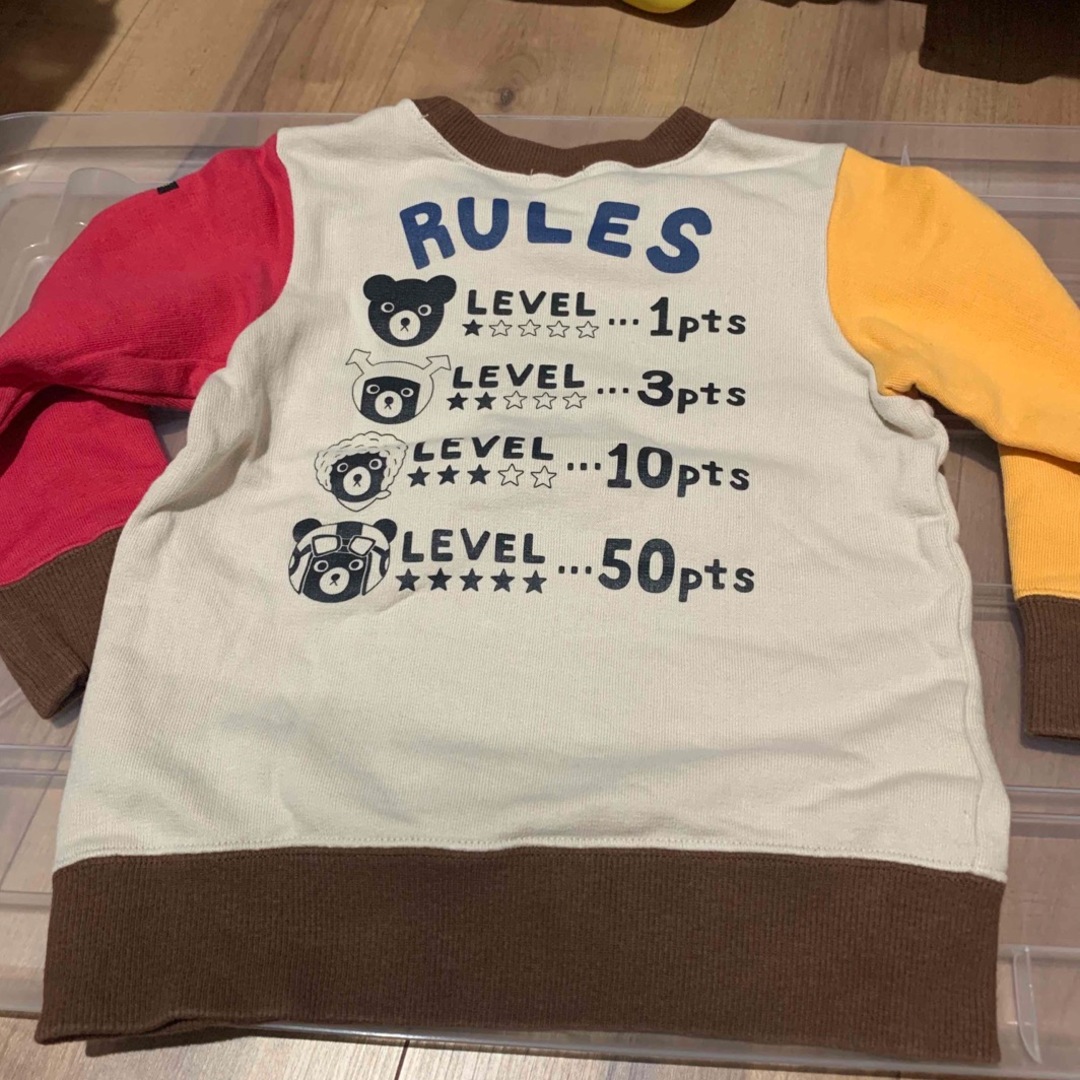 RULES
LEVEL ...1pts
★☆☆☆☆
LEVEL ...3pts
★★☆☆☆
LEVEL ...10pts
★★★☆☆
LEVEL ...50pts
★★★★★